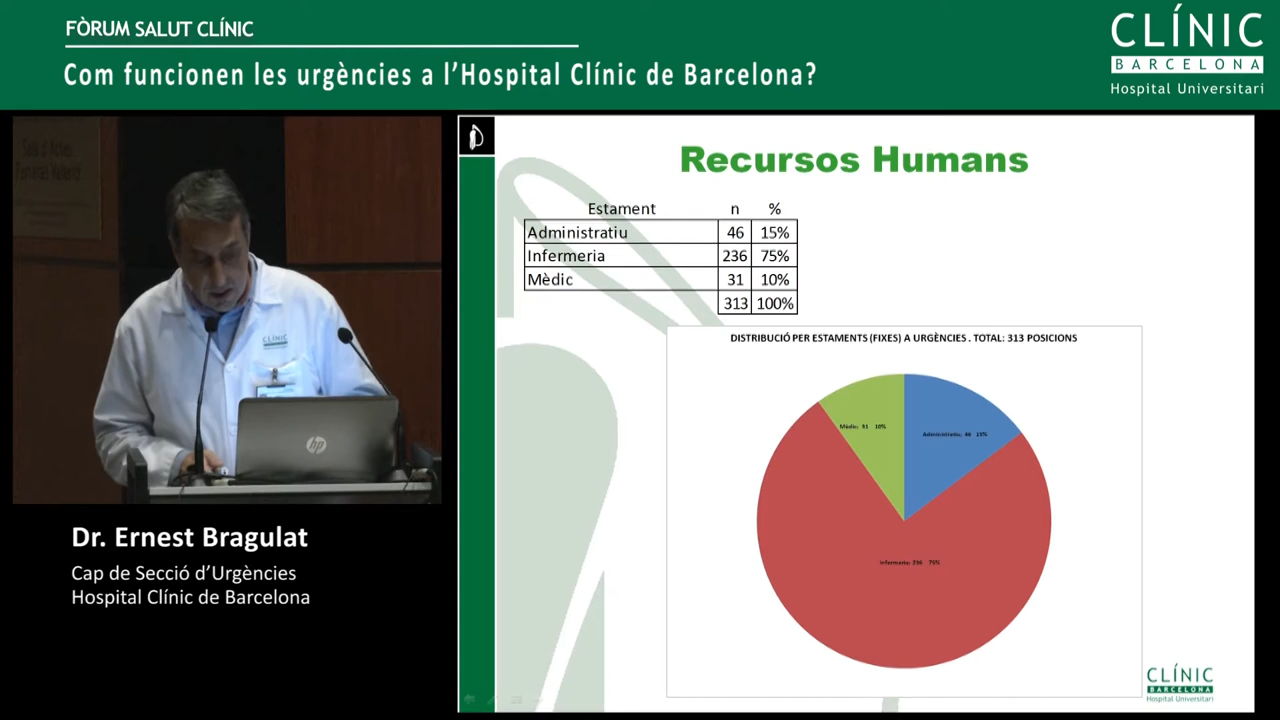 FÒRUM SALUT CLÍNIC
Com funcionen les urgències a l'Hospital Clínic de Barcelona?
CLÍNIC
BARCELONA
Hospital Universitari
Recursos Humans
Estament n %
Administratiu 46 15%
Infermeria 236 75%
Mèdic 31 10%
313 100%
DISTRIBUCIÓ PER ESTAMENTS (FIXES) A URGÈNCIES . TOTAL: 313 POSICIONS
Mèdic; 31 10%
Administratiu; 46 15%
Infermeria; 236 75%
CLÍNIC
hp
Dr. Ernest Bragulat
Cap de Secció d'Urgències
Hospital Clínic de Barcelona
CLÍNIC
BARCELONA
Hospital Universitari